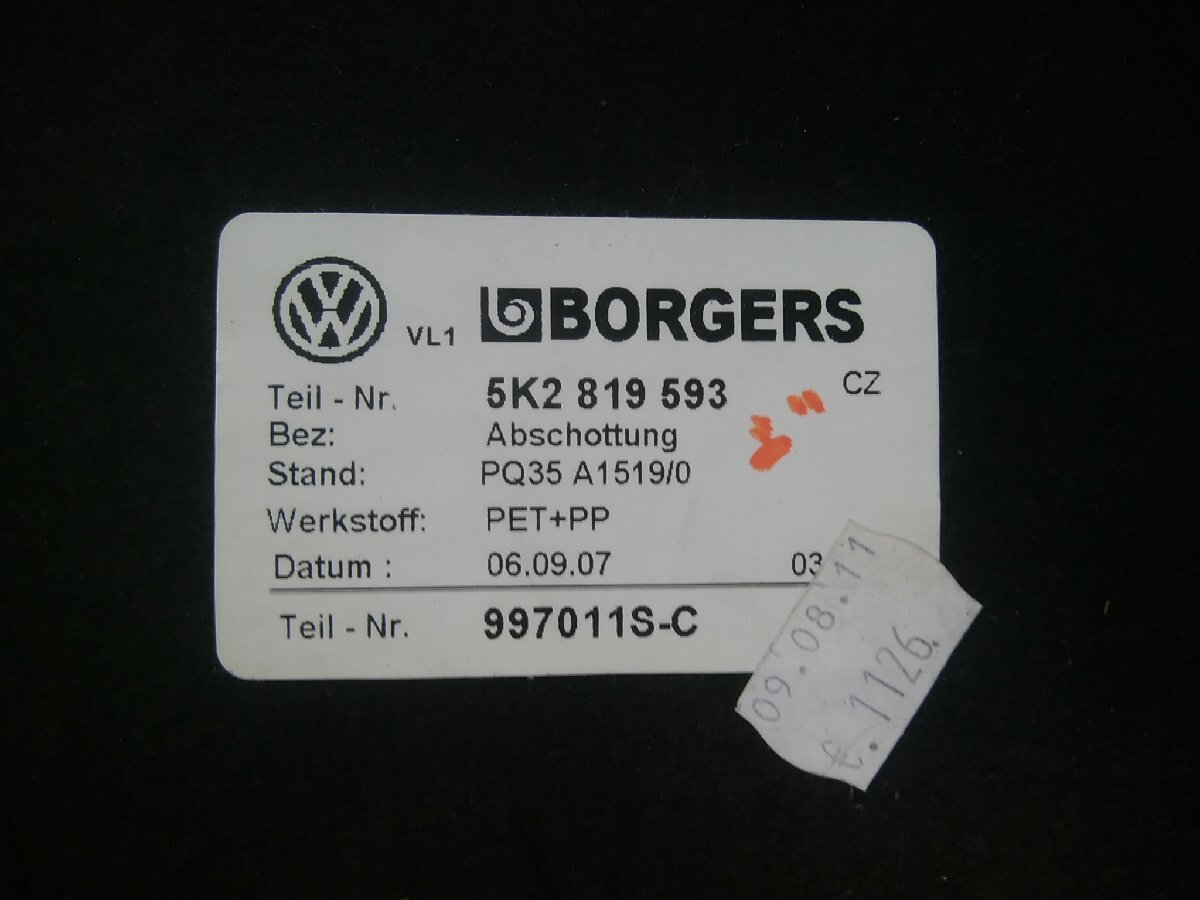 VL1 BORGERS
CZ
Teil - Nr. 5K2 819 593
Bez: Abschottung
Stand: PQ35 A1519/0
Werkstoff: PET+PP
Datum : 06.09.07 03
Teil - Nr. 997011S-C
09.08.11
€.1126.